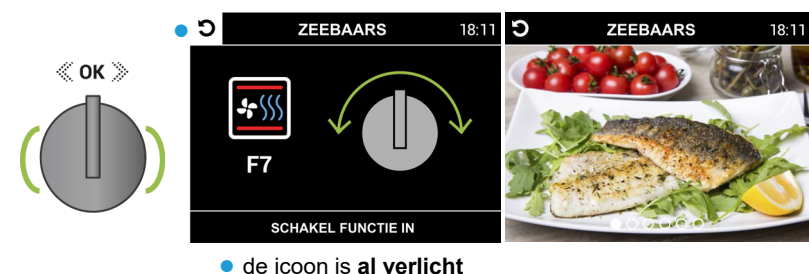 ZEEBAARS 18:11
ZEEBAARS 18:11
OK
F7
SCHAKEL FUNCTIE IN
de icoon is al verlicht